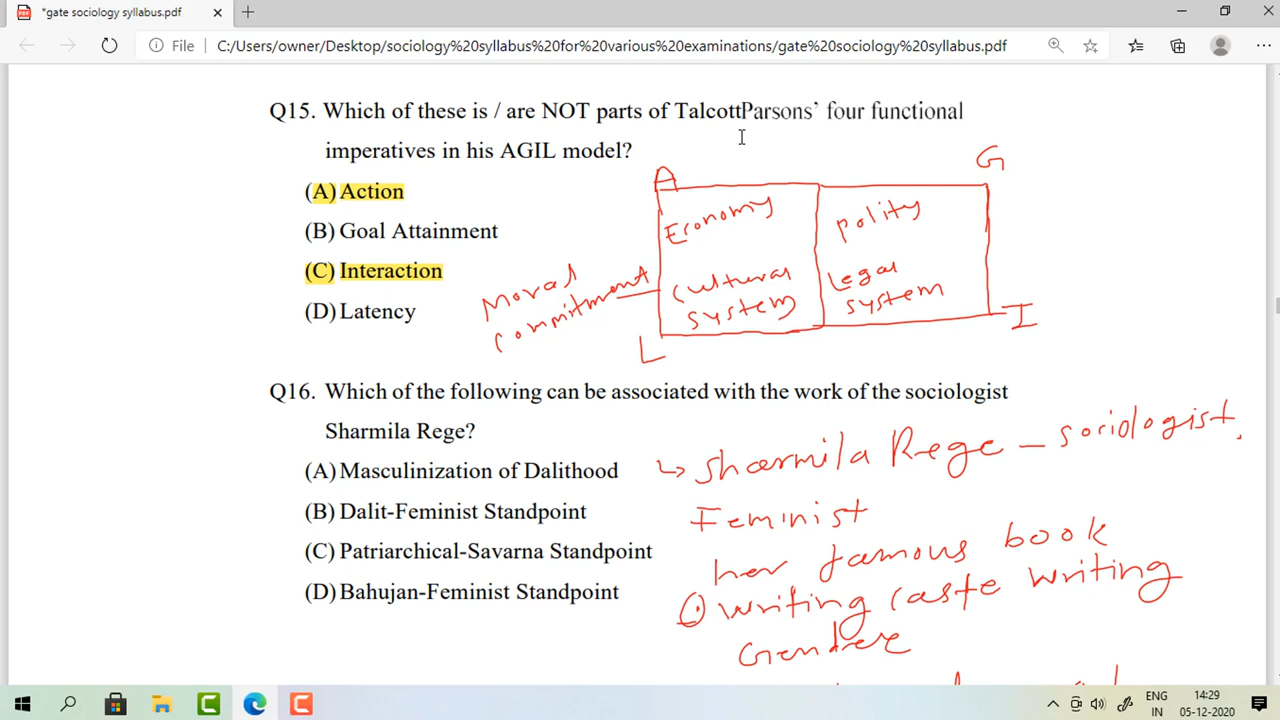 *gate sociology syllabus.pdf
File
C:/Users/owner/Desktop/sociology%20syllabus%20for%20various%20examinations/gate%20sociology%20syllabus.pdf
Q15. Which of these is / are NOT parts of TalcottParsons’ four functional
imperatives in his AGIL model?
(A) Action
(B) Goal Attainment
(C) Interaction
(D) Latency
A
G
Economy
polity
Moral
commitment
cultural
system
Legal
system
L
I
Q16. Which of the following can be associated with the work of the sociologist
Sharmila Rege?
(A) Masculinization of Dalithood
(B) Dalit-Feminist Standpoint
(C) Patriarchical-Savarna Standpoint
(D) Bahujan-Feminist Standpoint
Sharmila Rege – sociologist.
Feminist
her famous book
writing caste writing
Gender
ENG
IN
14:29
05-12-2020